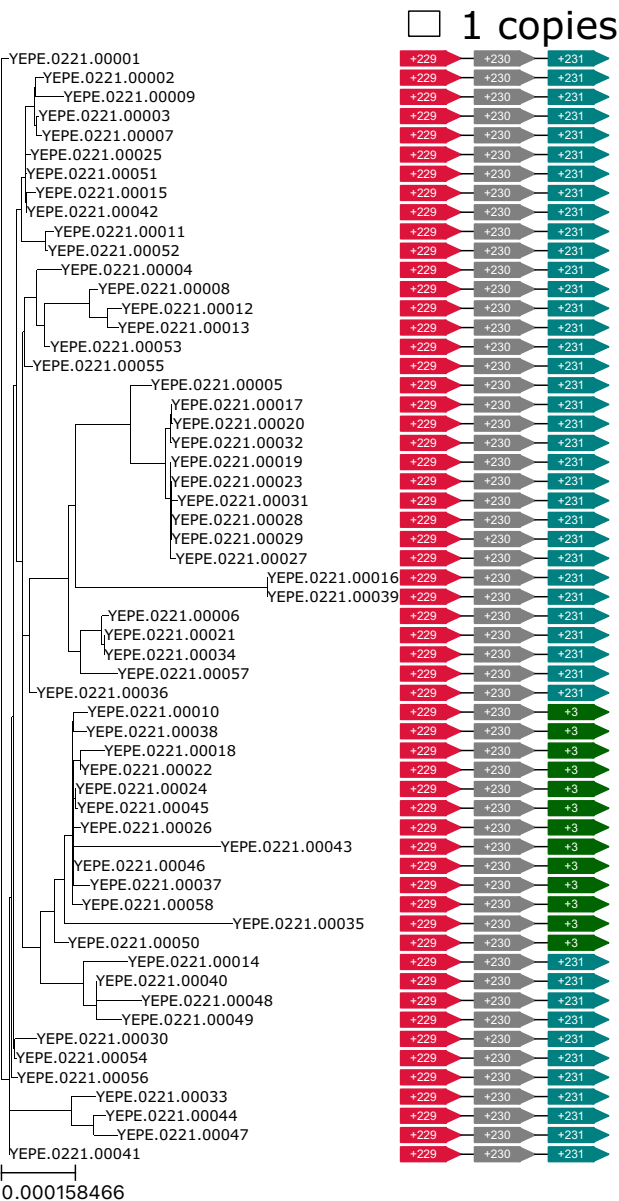 1 copies
YEPE.0221.00001 +229 +230 +231
YEPE.0221.00002 +229 +230 +231
YEPE.0221.00009 +229 +230 +231
YEPE.0221.00003 +229 +230 +231
YEPE.0221.00007 +229 +230 +231
YEPE.0221.00025 +229 +230 +231
YEPE.0221.00051 +229 +230 +231
YEPE.0221.00015 +229 +230 +231
YEPE.0221.00042 +229 +230 +231
YEPE.0221.00011 +229 +230 +231
YEPE.0221.00052 +229 +230 +231
YEPE.0221.00004 +229 +230 +231
YEPE.0221.00008 +229 +230 +231
YEPE.0221.00012 +229 +230 +231
YEPE.0221.00013 +229 +230 +231
YEPE.0221.00053 +229 +230 +231
YEPE.0221.00055 +229 +230 +231
YEPE.0221.00005 +229 +230 +231
YEPE.0221.00017 +229 +230 +231
YEPE.0221.00020 +229 +230 +231
YEPE.0221.00032 +229 +230 +231
YEPE.0221.00019 +229 +230 +231
YEPE.0221.00023 +229 +230 +231
YEPE.0221.00031 +229 +230 +231
YEPE.0221.00028 +229 +230 +231
YEPE.0221.00029 +229 +230 +231
YEPE.0221.00027 +229 +230 +231
YEPE.0221.00016 +229 +230 +231
YEPE.0221.00039 +229 +230 +231
YEPE.0221.00006 +229 +230 +231
YEPE.0221.00021 +229 +230 +231
YEPE.0221.00034 +229 +230 +231
YEPE.0221.00057 +229 +230 +231
YEPE.0221.00036 +229 +230 +231
YEPE.0221.00010 +229 +230 +3
YEPE.0221.00038 +229 +230 +3
YEPE.0221.00018 +229 +230 +3
YEPE.0221.00022 +229 +230 +3
YEPE.0221.00024 +229 +230 +3
YEPE.0221.00045 +229 +230 +3
YEPE.0221.00026 +229 +230 +3
YEPE.0221.00043 +229 +230 +3
YEPE.0221.00046 +229 +230 +3
YEPE.0221.00037 +229 +230 +3
YEPE.0221.00058 +229 +230 +3
YEPE.0221.00035 +229 +230 +3
YEPE.0221.00050 +229 +230 +3
YEPE.0221.00014 +229 +230 +231
YEPE.0221.00040 +229 +230 +231
YEPE.0221.00048 +229 +230 +231
YEPE.0221.00049 +229 +230 +231
YEPE.0221.00030 +229 +230 +231
YEPE.0221.00054 +229 +230 +231
YEPE.0221.00056 +229 +230 +231
YEPE.0221.00033 +229 +230 +231
YEPE.0221.00044 +229 +230 +231
YEPE.0221.00047 +229 +230 +231
YEPE.0221.00041 +229 +230 +231
0.000158466